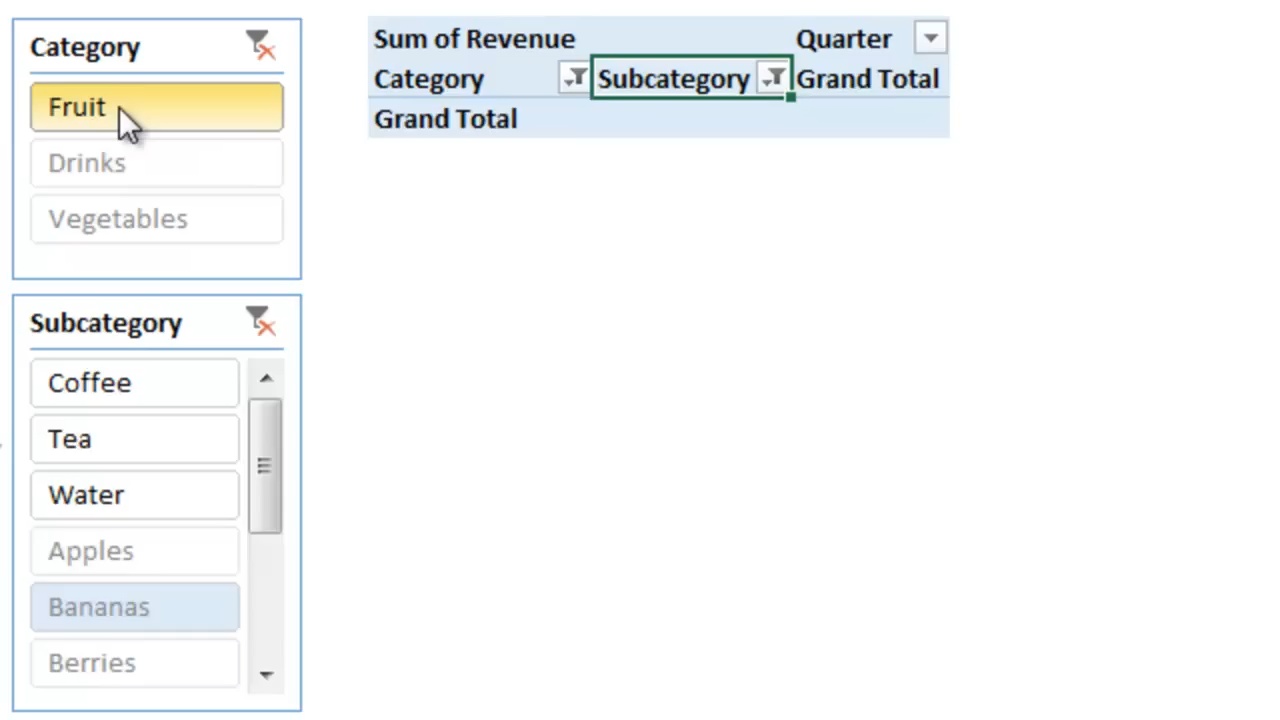 Category
Fruit
Drinks
Vegetables
Subcategory
Coffee
Tea
Water
Apples
Bananas
Berries
Sum of Revenue Quarter
Category Subcategory Grand Total
Grand Total